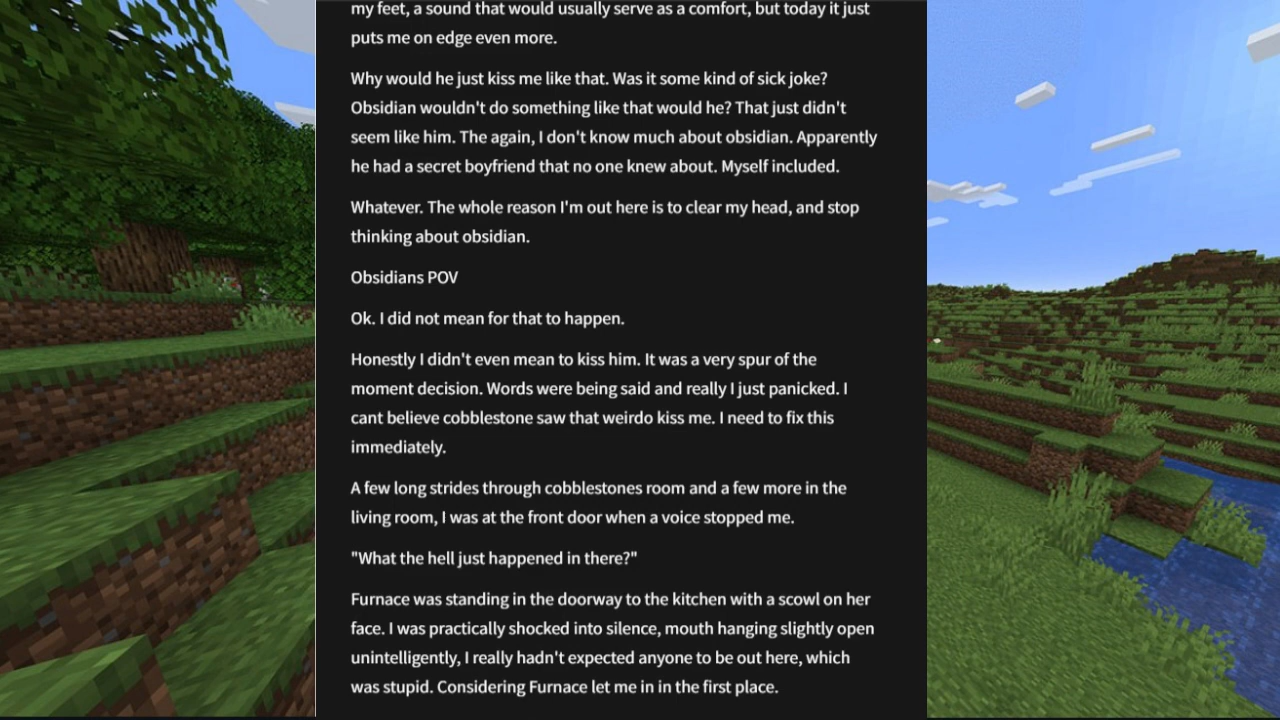 my feet, a sound that would usually serve as a comfort, but today it just
puts me on edge even more.
Why would he just kiss me like that. Was it some kind of sick joke?
Obsidian wouldn't do something like that would he? That just didn't
seem like him. The again, I don't know much about obsidian. Apparently
he had a secret boyfriend that no one knew about. Myself included.
Whatever. The whole reason I'm out here is to clear my head, and stop
thinking about obsidian.
Obsidians POV
Ok. I did not mean for that to happen.
Honestly I didn't even mean to kiss him. It was a very spur of the
moment decision. Words were being said and really I just panicked. I
cant believe cobblestone saw that weirdo kiss me. I need to fix this
immediately.
A few long strides through cobblestones room and a few more in the
living room, I was at the front door when a voice stopped me.
"What the hell just happened in there?"
Furnace was standing in the doorway to the kitchen with a scowl on her
face. I was practically shocked into silence, mouth hanging slightly open
unintelligently, I really hadn't expected anyone to be out here, which
was stupid. Considering Furnace let me in in the first place.